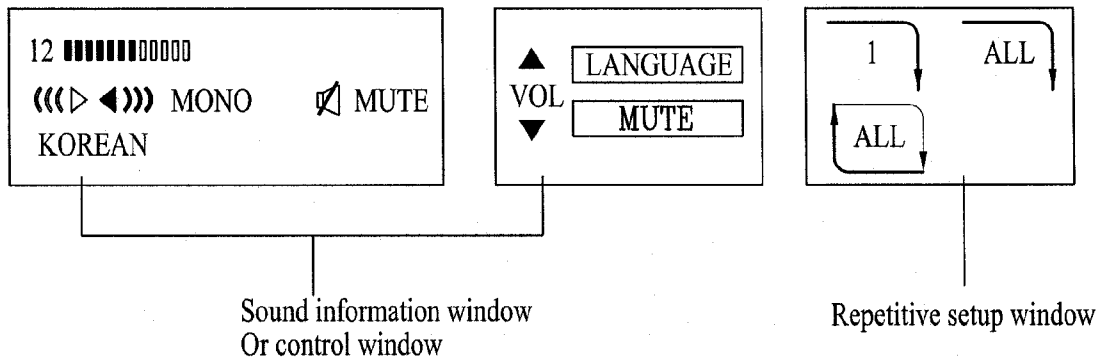 12
MONO MUTE
KOREAN
VOL
LANGUAGE
MUTE
1 ALL
ALL
Sound information window
Or control window
Repetitive setup window